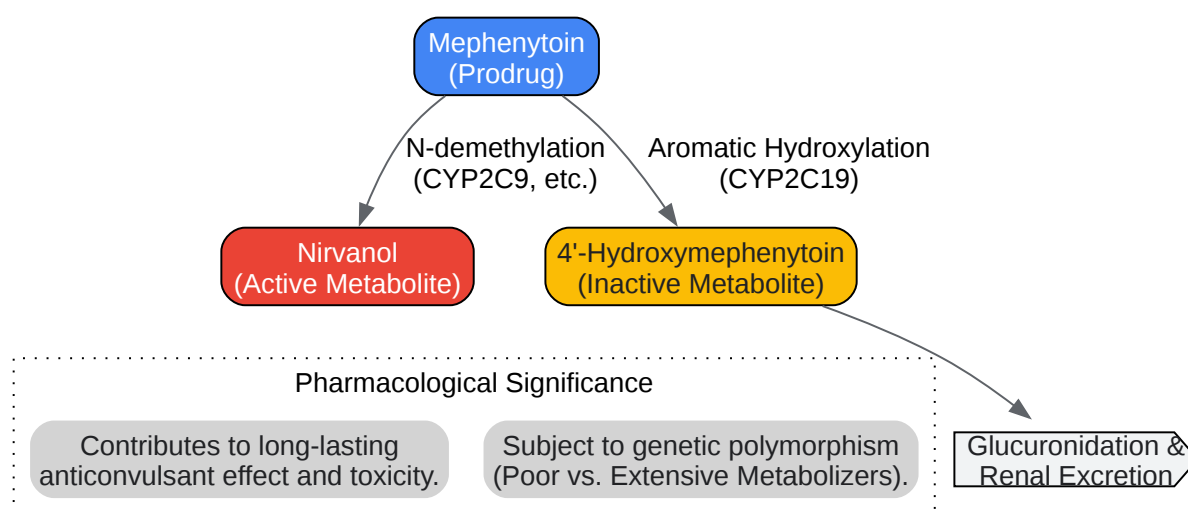 Mephenytoin
(Prodrug)
N-demethylation
(CYP2C9, etc.)
Aromatic Hydroxylation
(CYP2C19)
Nirvanol
(Active Metabolite)
4'-Hydroxymephenytoin
(Inactive Metabolite)
Pharmacological Significance
Contributes to long-lasting
anticonvulsant effect and toxicity.
Subject to genetic polymorphism
(Poor vs. Extensive Metabolizers).
Glucuronidation &
Renal Excretion